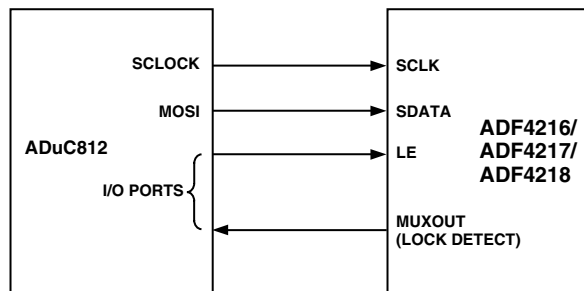 SCLOCK
MOSI
ADuC812
I/O PORTS
SCLK
SDATA
LE
MUXOUT
(LOCK DETECT)
ADF4216/
ADF4217/
ADF4218